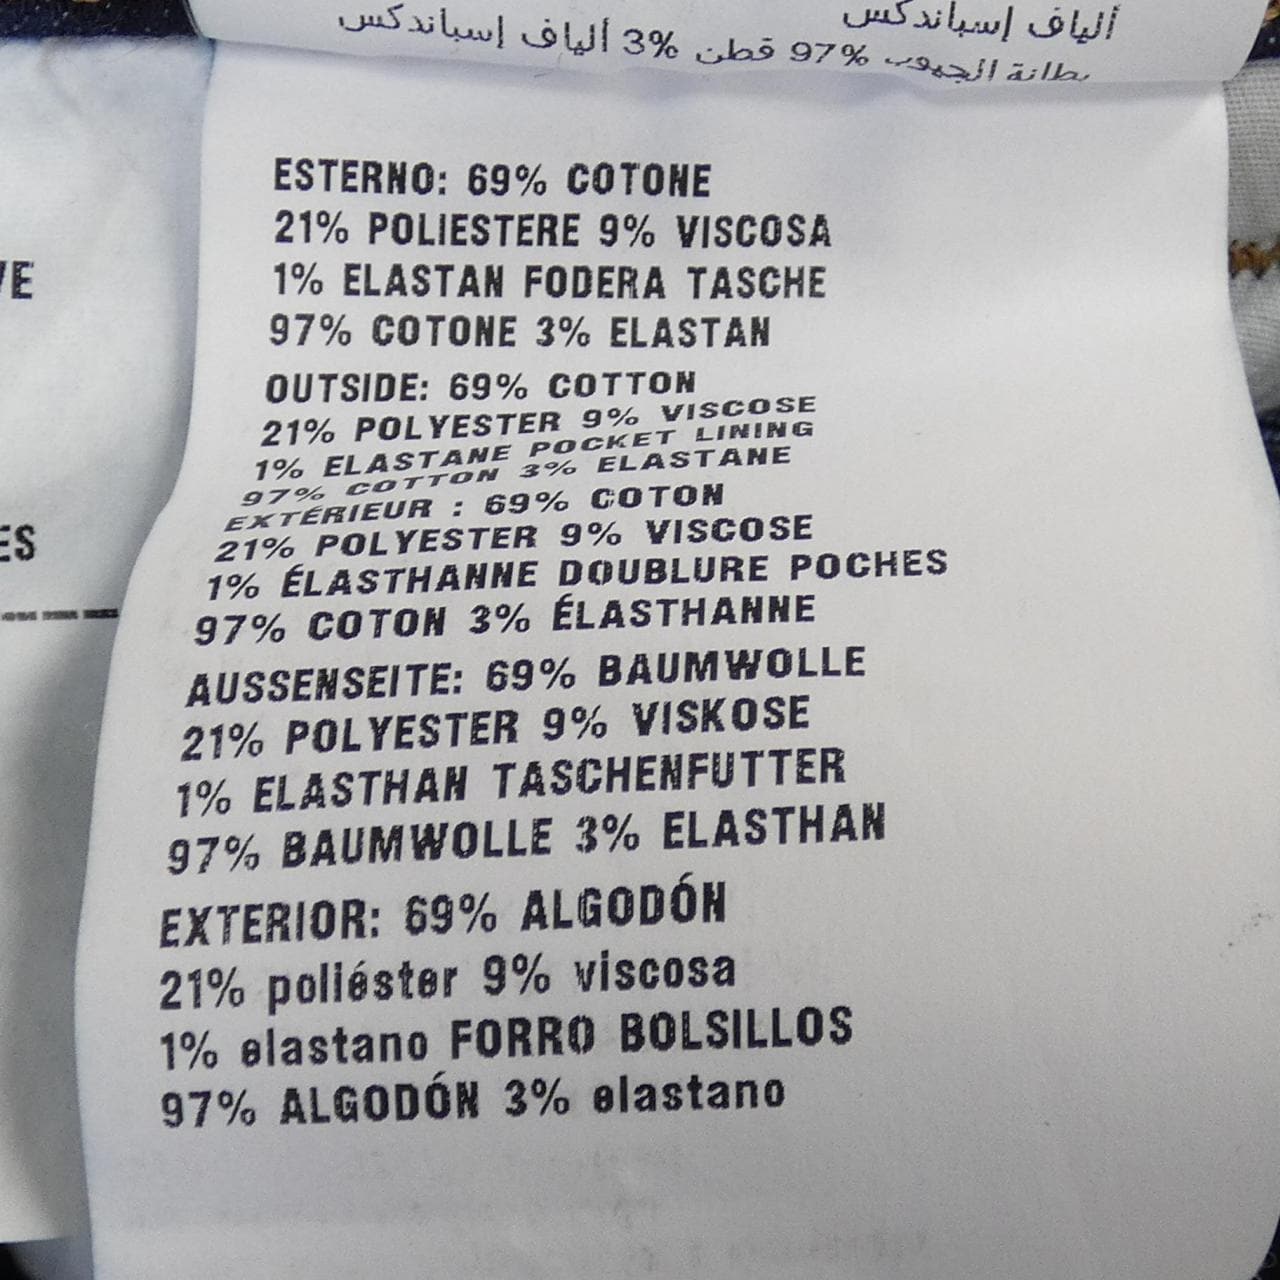 ألياف إسباندكس
بطانة الجيوب 97% قطن 3% ألياف إسباندكس
VE
ES
ESTERNO: 69% COTONE
21% POLIESTERE 9% VISCOSA
1% ELASTAN FODERA TASCHE
97% COTONE 3% ELASTAN
OUTSIDE: 69% COTTON
21% POLYESTER 9% VISCOSE
1% ELASTANE POCKET LINING
97% COTTON 3% ELASTANE
EXTÉRIEUR : 69% COTON
21% POLYESTER 9% VISCOSE
1% ÉLASTHANNE DOUBLURE POCHES
97% COTON 3% ÉLASTHANNE
AUSSENSEITE: 69% BAUMWOLLE
21% POLYESTER 9% VISKOSE
1% ELASTHAN TASCHENFUTTER
97% BAUMWOLLE 3% ELASTHAN
EXTERIOR: 69% ALGODÓN
21% poliéster 9% viscosa
1% elastano FORRO BOLSILLOS
97% ALGODÓN 3% elastano